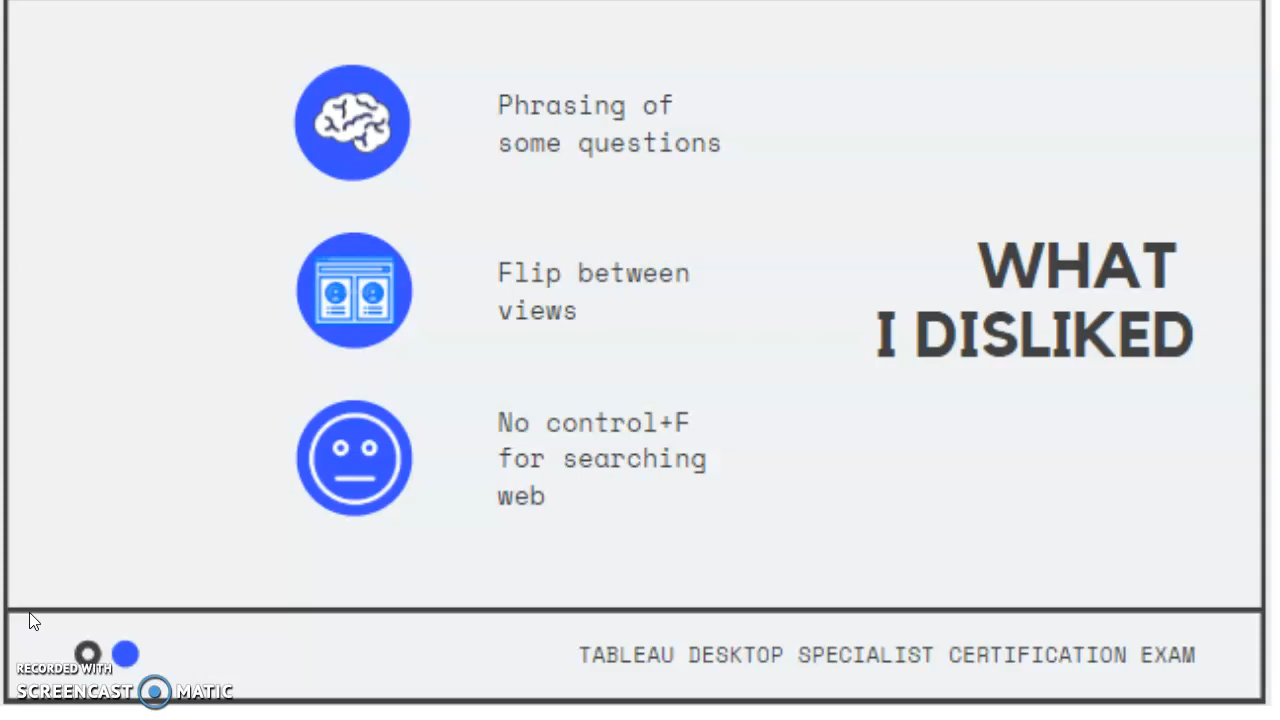 Phrasing of
some questions
Flip between
views
No control+F
for searching
web
WHAT
I DISLIKED
TABLEAU DESKTOP SPECIALIST CERTIFICATION EXAM
RECORDED WITH
SCREENCAST MATIC